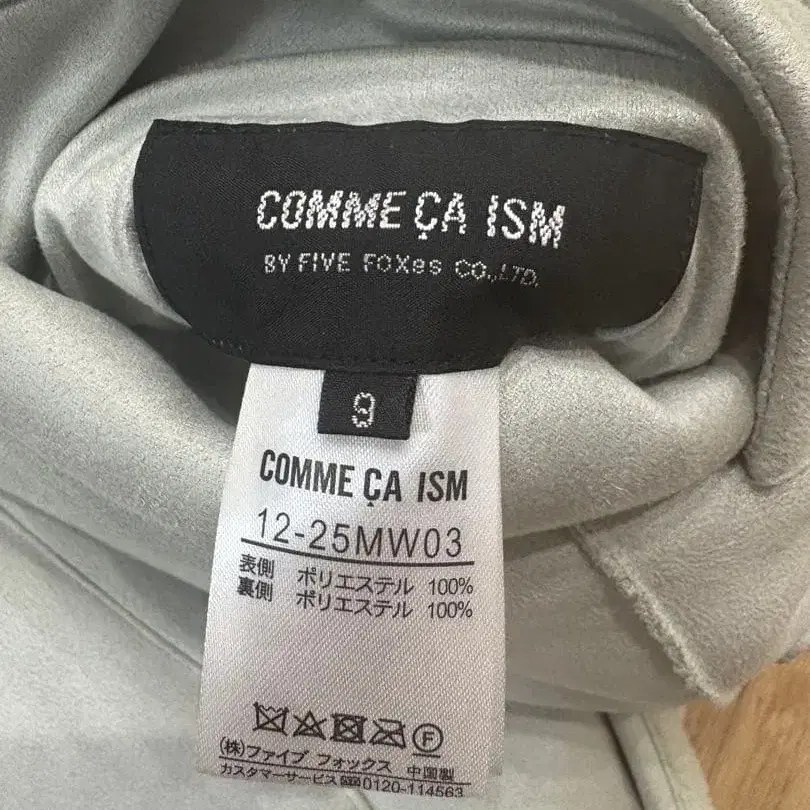 COMME ÇA ISM
BY FIVE FOXes CO.,LTD.
9
COMME ÇA ISM
12-25MW03
表側 ポリエステル 100%
裏側 ポリエステル 100%
F
(株)ファイブ フォックス 中国製
カスタマーサービス 0120-114563